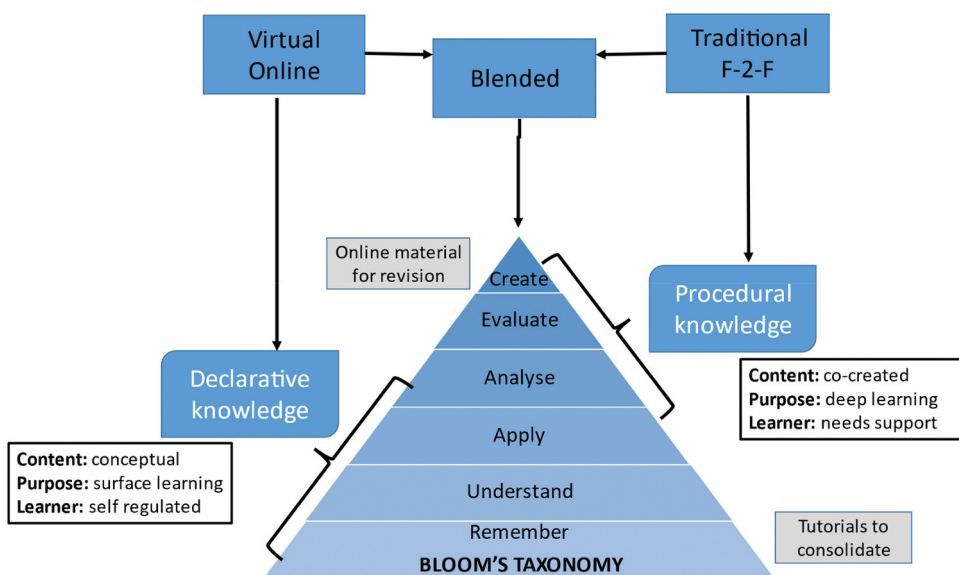 Virtual
Online
Blended
Traditional
F-2-F
Online material
for revision
Create
Evaluate
Analyse
Apply
Understand
Remember
BLOOM'S TAXONOMY
Declarative
knowledge
Content: conceptual
Purpose: surface learning
Learner: self regulated
Procedural
knowledge
Content: co-created
Purpose: deep learning
Learner: needs support
Tutorials to
consolidate